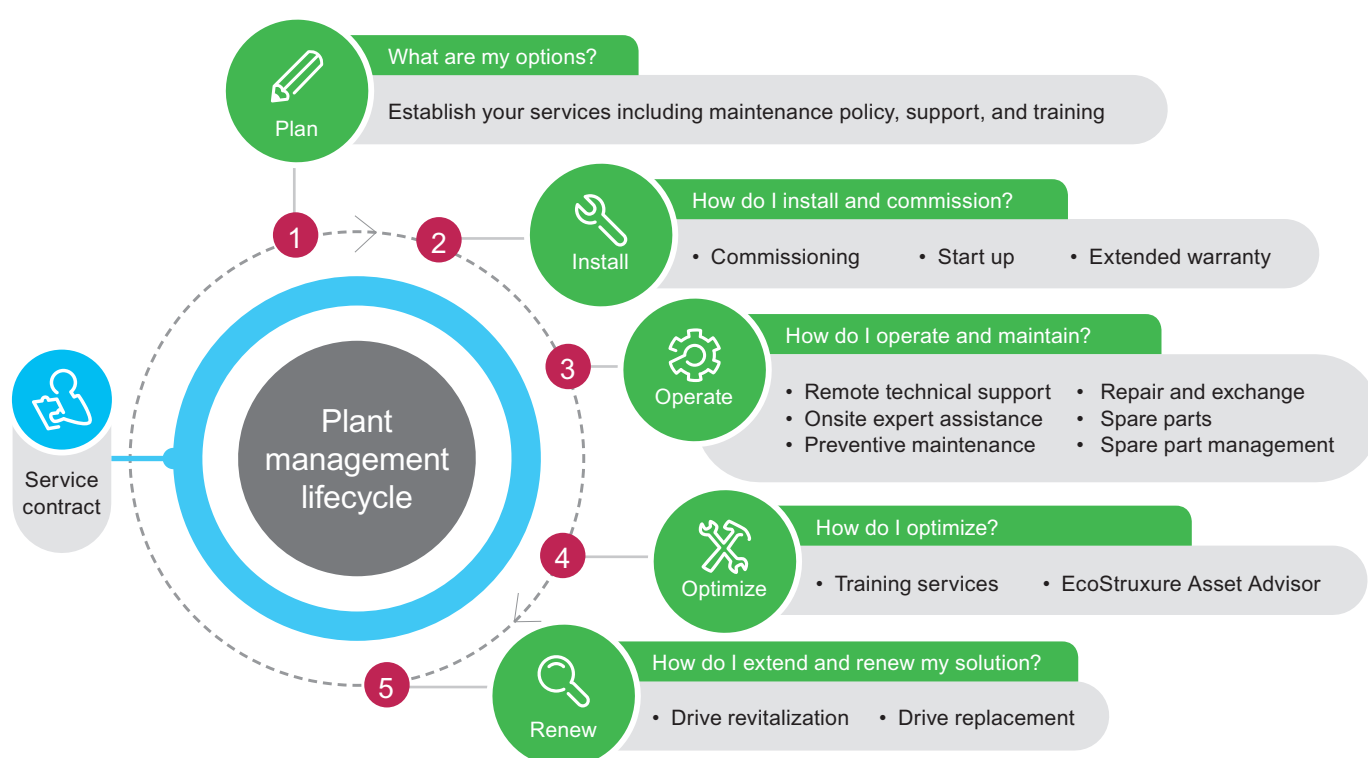 What are my options?
Establish your services including maintenance policy, support, and training
Plan
1
2
How do I install and commission?
• Commissioning • Start up • Extended warranty
Install
3
How do I operate and maintain?
• Remote technical support • Repair and exchange
• Onsite expert assistance • Spare parts
• Preventive maintenance • Spare part management
Operate
Plant
management
lifecycle
Service
contract
4
How do I optimize?
• Training services • EcoStruxure Asset Advisor
Optimize
5
How do I extend and renew my solution?
• Drive revitalization • Drive replacement
Renew